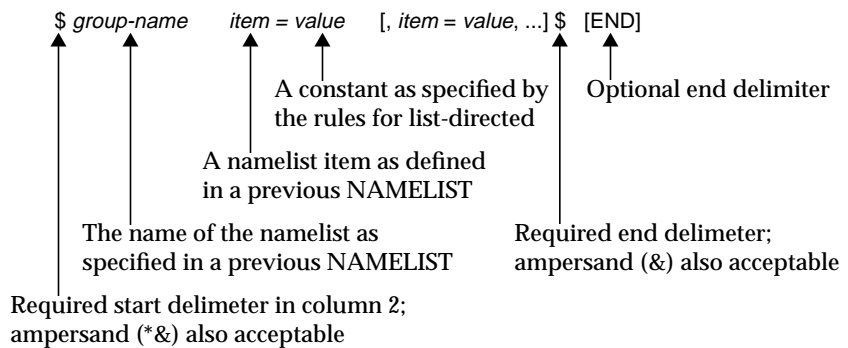 $ group-name item = value [, item = value, ...] $ [END]
A constant as specified by
the rules for list-directed
Optional end delimiter
A namelist item as defined
in a previous NAMELIST
The name of the namelist as
specified in a previous NAMELIST
Required end delimeter;
ampersand (&) also acceptable
Required start delimeter in column 2;
ampersand (*&) also acceptable